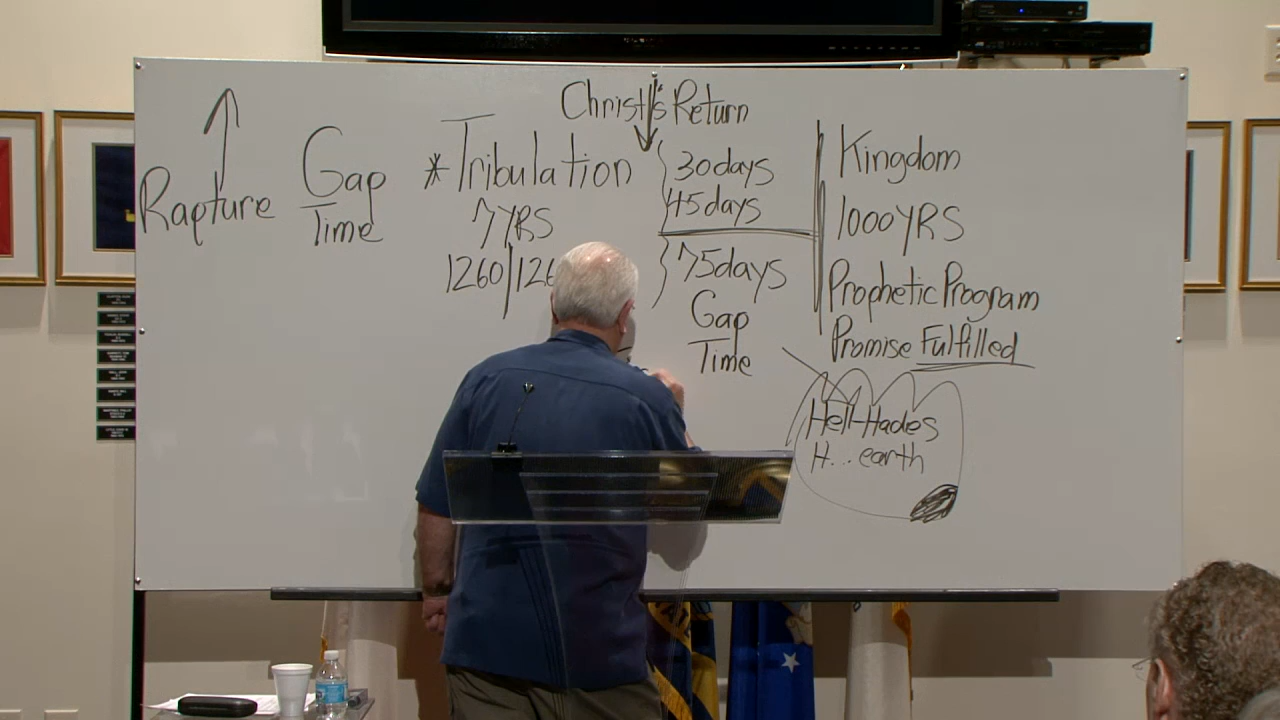 Christ's Return
Rapture
Gap
Time
*Tribulation
7YRS
1260/126
30days
45days
75days
Gap
Time
Kingdom
1000YRS
Prophetic Program
Promise Fulfilled
Hell-Hades
H... earth